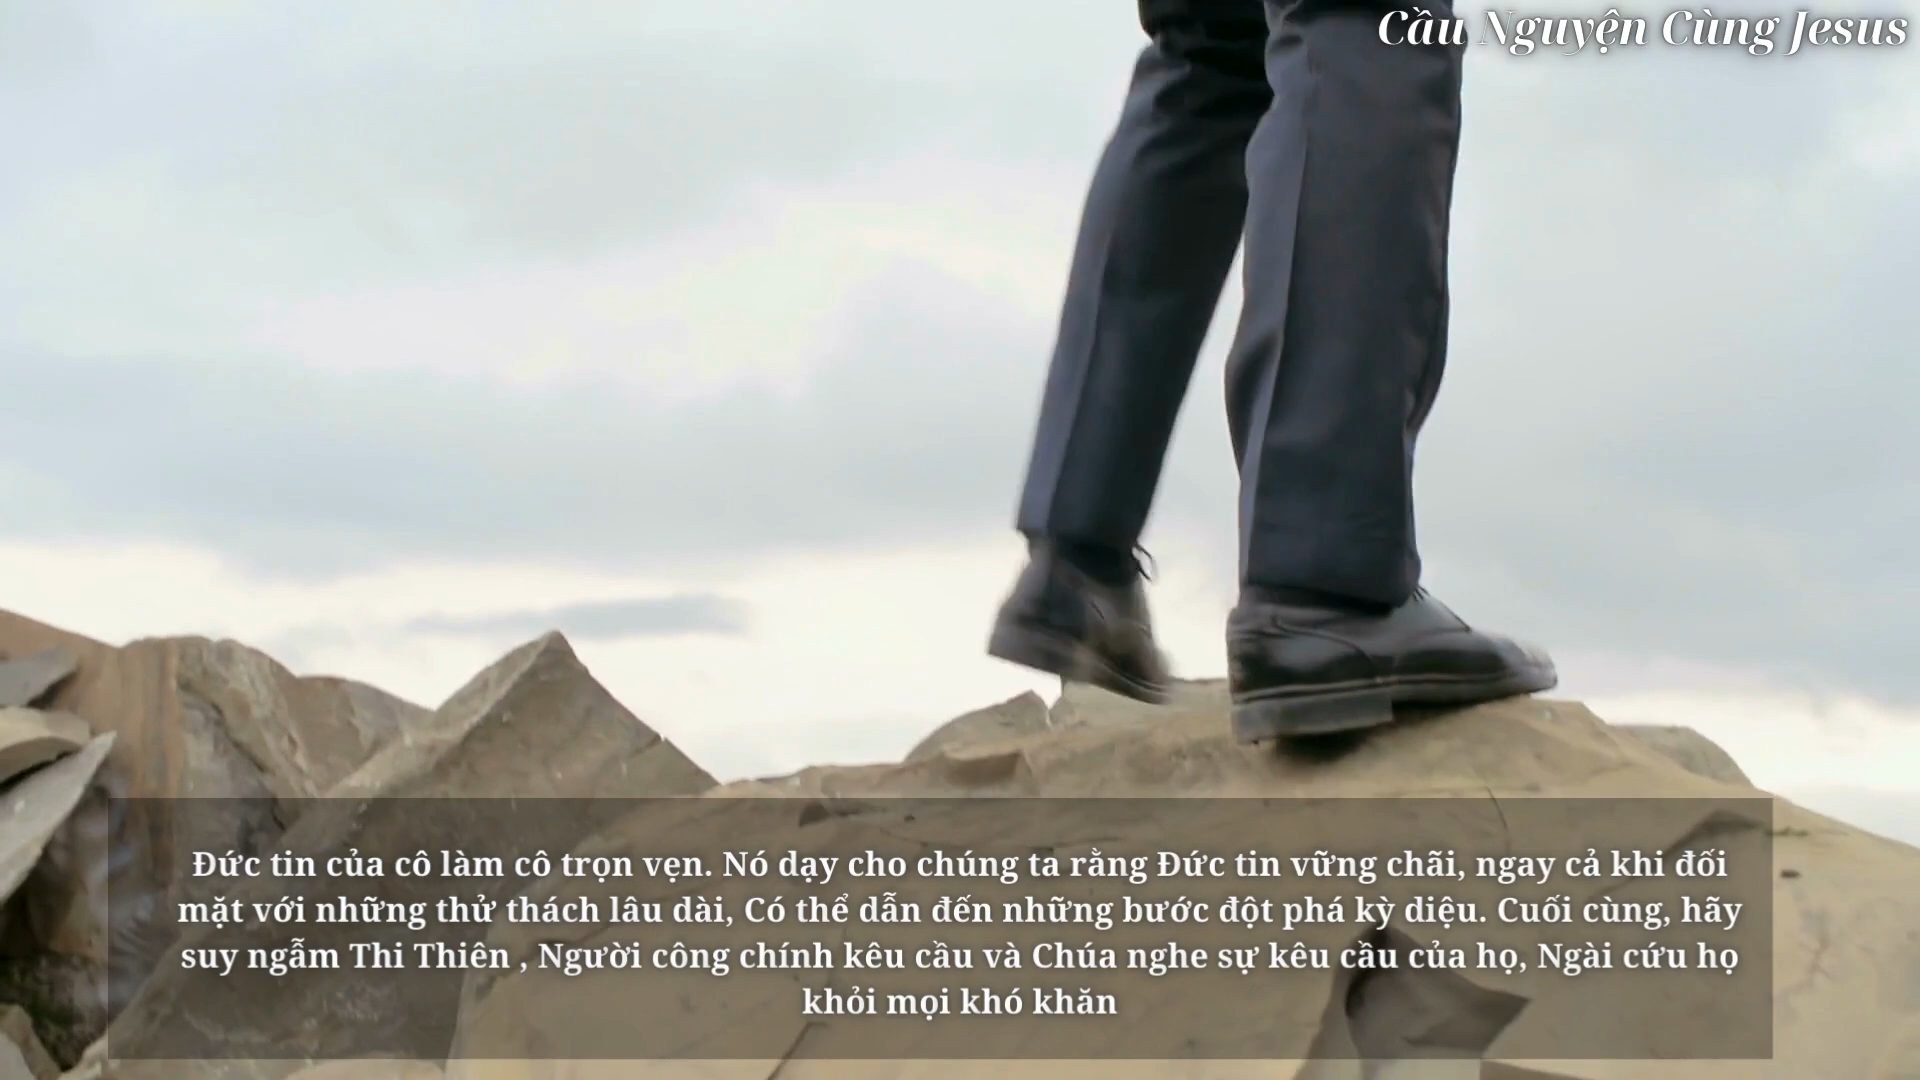 Cầu Nguyện Cùng Jesus
Đức tin của cô làm cô trọn vẹn. Nó dạy cho chúng ta rằng Đức tin vững chãi, ngay cả khi đối
mặt với những thử thách lâu dài, Có thể dẫn đến những bước đột phá kỳ diệu. Cuối cùng, hãy
suy ngẫm Thi Thiên , Người công chính kêu cầu và Chúa nghe sự kêu cầu của họ, Ngài cứu họ
khỏi mọi khó khăn